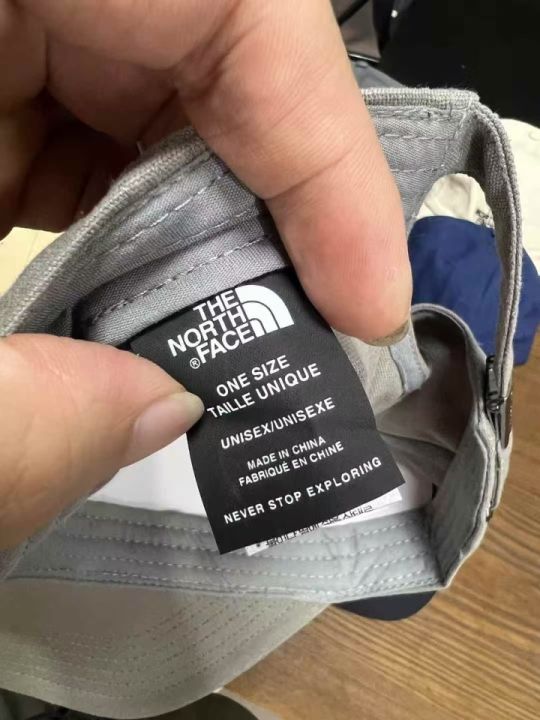 THE
NORTH
®FACE
ONE SIZE
TAILLE UNIQUE
UNISEX/UNISEXE
MADE IN CHINA
FABRIQUÉ EN CHINE
NEVER STOP EXPLORING